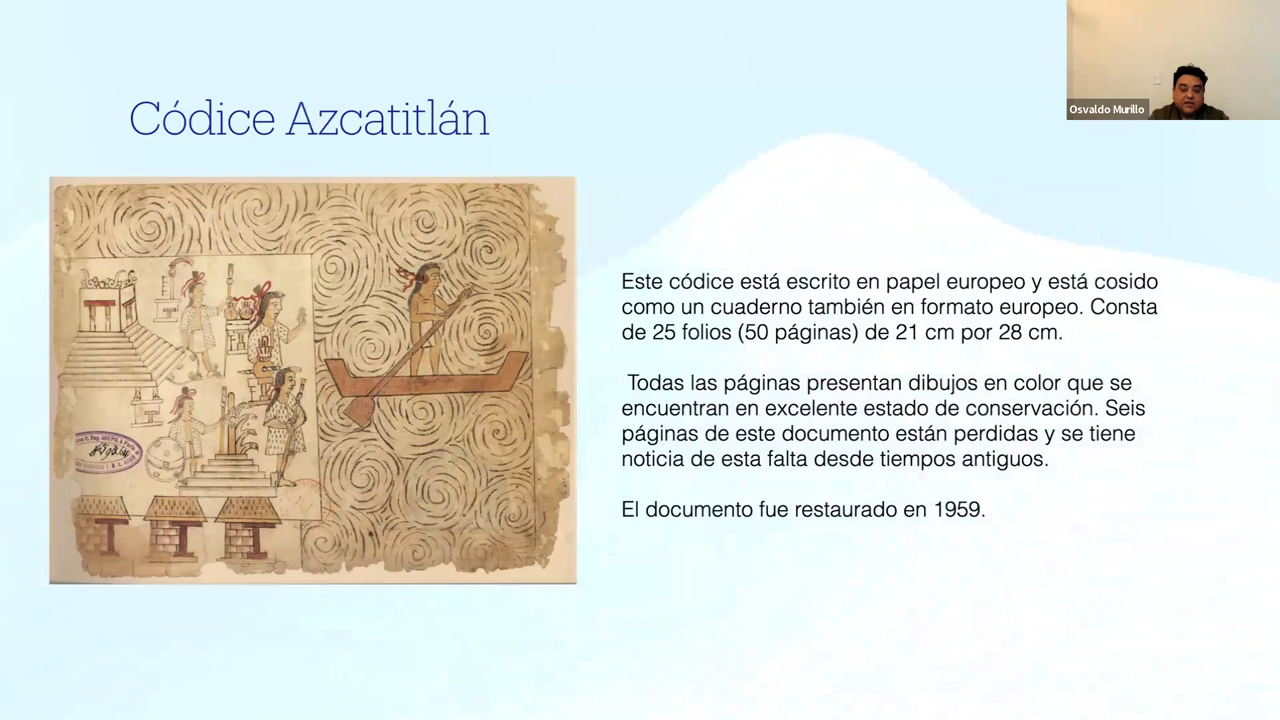 Códice Azcatitlán
Osvaldo Murillo
Este códice está escrito en papel europeo y está cosido
como un cuaderno también en formato europeo. Consta
de 25 folios (50 páginas) de 21 cm por 28 cm.
Todas las páginas presentan dibujos en color que se
encuentran en excelente estado de conservación. Seis
páginas de este documento están perdidas y se tiene
noticia de esta falta desde tiempos antiguos.
El documento fue restaurado en 1959.